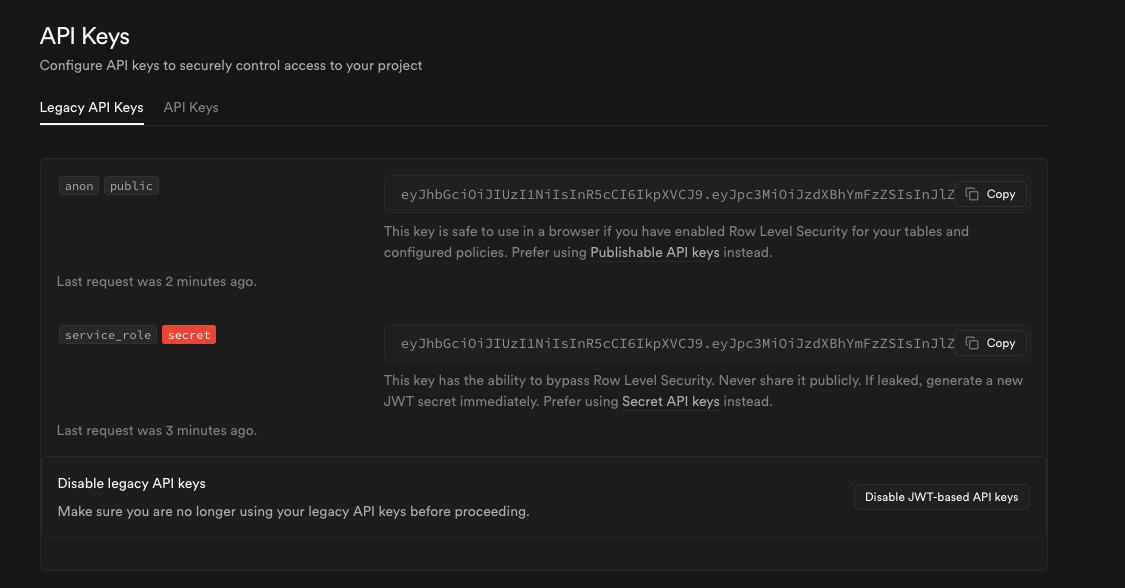 API Keys
Configure API keys to securely control access to your project
Legacy API Keys API Keys
anon public
eyJhbGciOiJIUzI1NiIsInR5cCI6IkpXVCJ9.eyJpc3MiOiJzdXBhYmFzZSIsInJlZ Copy
This key is safe to use in a browser if you have enabled Row Level Security for your tables and
configured policies. Prefer using Publishable API keys instead.
Last request was 2 minutes ago.
service_role secret
eyJhbGciOiJIUzI1NiIsInR5cCI6IkpXVCJ9.eyJpc3MiOiJzdXBhYmFzZSIsInJlZ Copy
This key has the ability to bypass Row Level Security. Never share it publicly. If leaked, generate a new
JWT secret immediately. Prefer using Secret API keys instead.
Last request was 3 minutes ago.
Disable legacy API keys
Make sure you are no longer using your legacy API keys before proceeding.
Disable JWT-based API keys